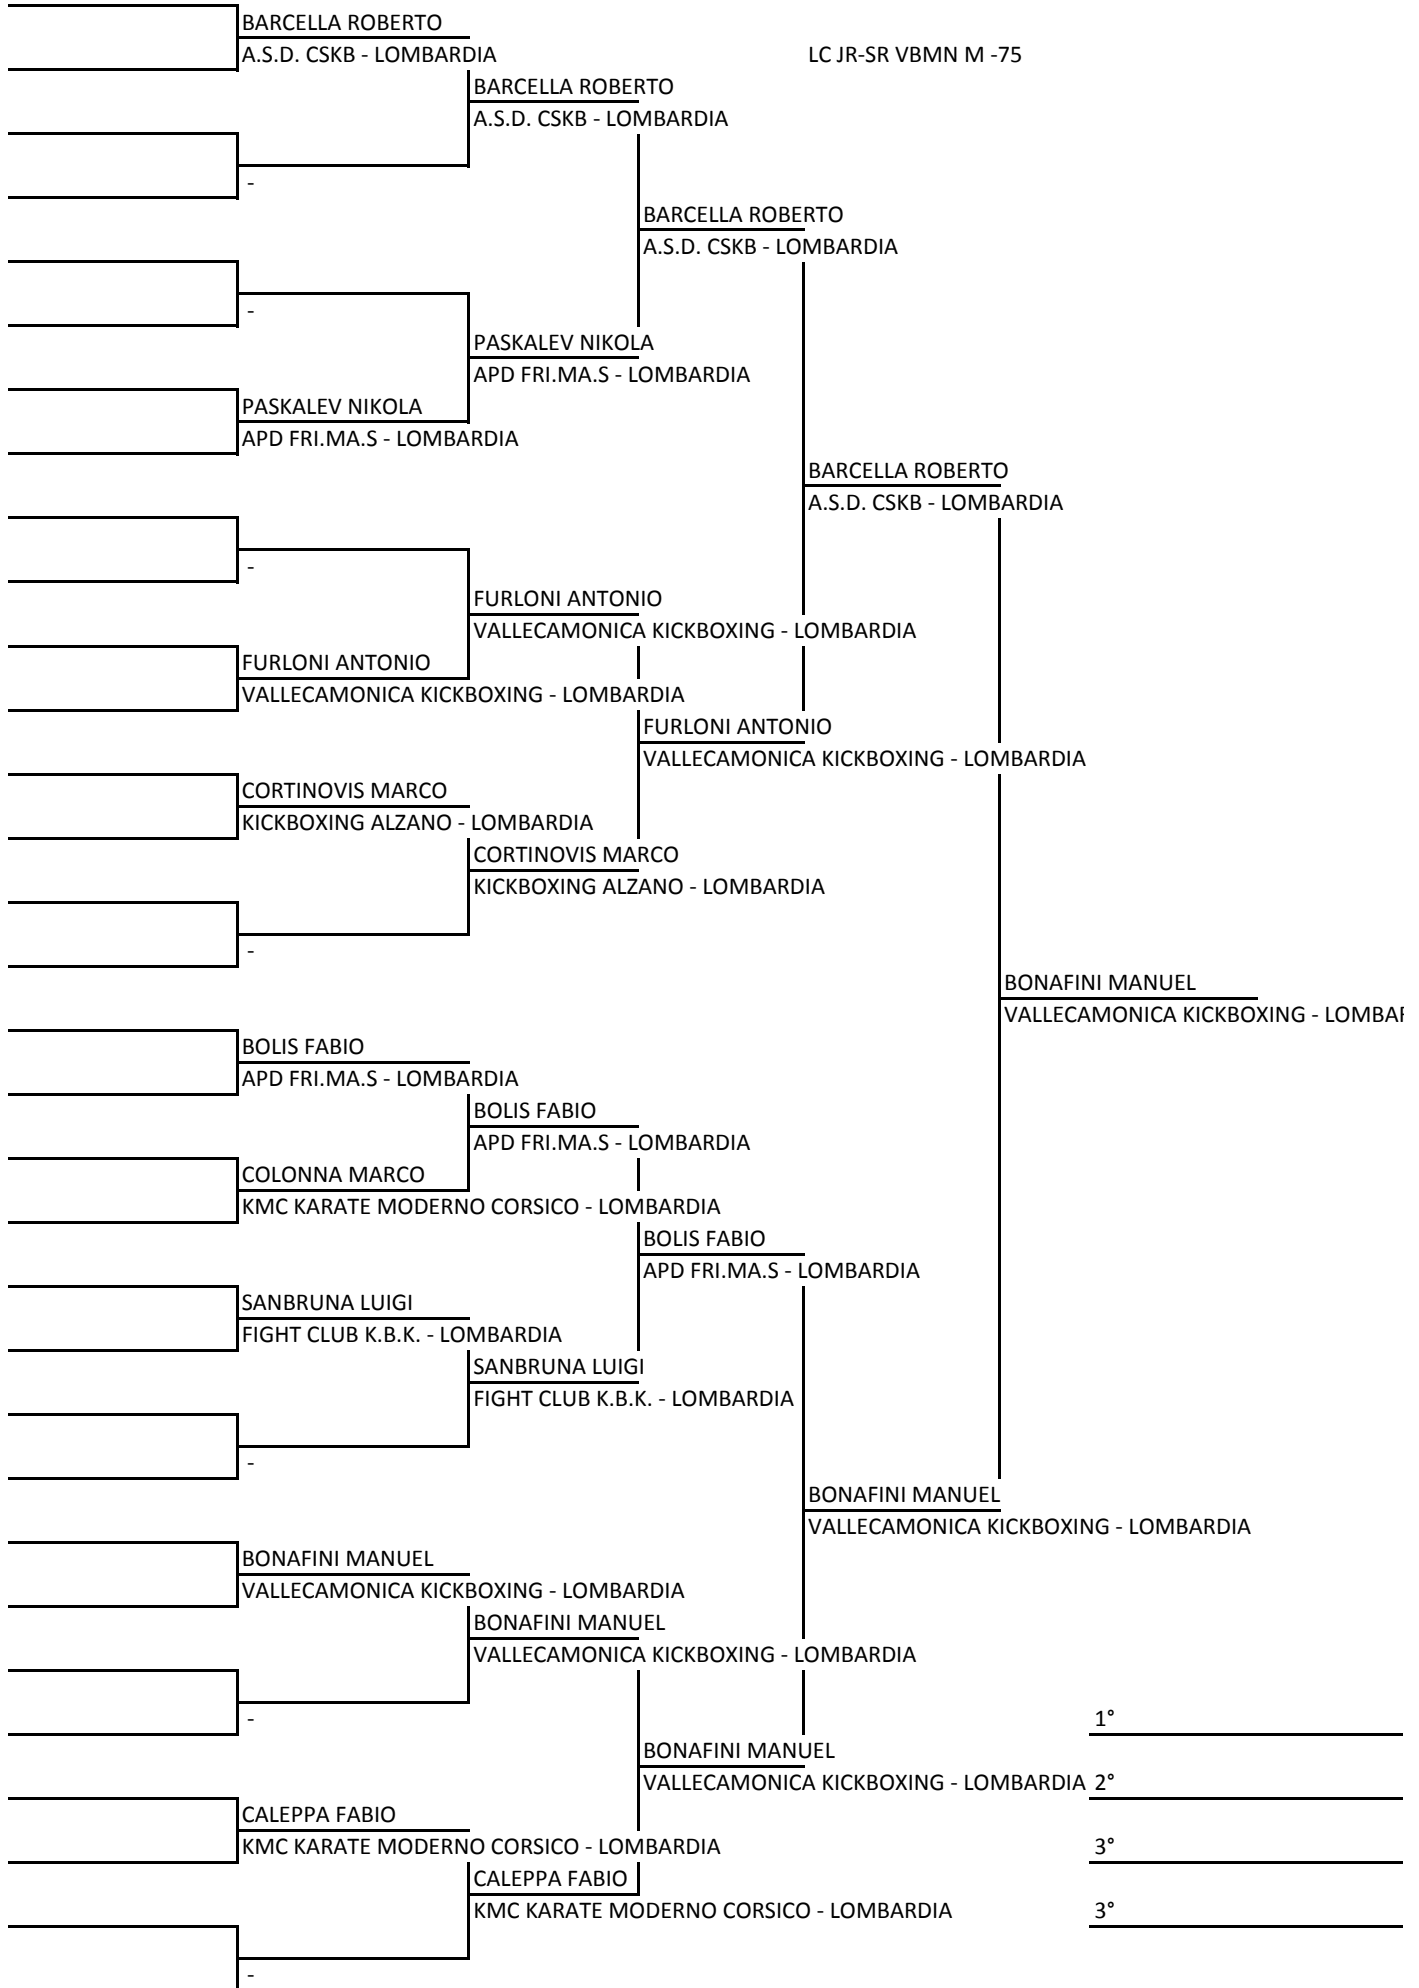 BARCELLA ROBERTO
A.S.D. CSKB - LOMBARDIA
LC JR-SR VBMN M -75
BARCELLA ROBERTO
A.S.D. CSKB - LOMBARDIA
-
BARCELLA ROBERTO
A.S.D. CSKB - LOMBARDIA
-
PASKALEV NIKOLA
APD FRI.MA.S - LOMBARDIA
PASKALEV NIKOLA
APD FRI.MA.S - LOMBARDIA
BARCELLA ROBERTO
A.S.D. CSKB - LOMBARDIA
-
FURLONI ANTONIO
VALLECAMONICA KICKBOXING - LOMBARDIA
FURLONI ANTONIO
VALLECAMONICA KICKBOXING - LOMBARDIA
FURLONI ANTONIO
VALLECAMONICA KICKBOXING - LOMBARDIA
CORTINOVIS MARCO
KICKBOXING ALZANO - LOMBARDIA
CORTINOVIS MARCO
KICKBOXING ALZANO - LOMBARDIA
-
BONAFINI MANUEL
VALLECAMONICA KICKBOXING - LOMBAR
BOLIS FABIO
APD FRI.MA.S - LOMBARDIA
BOLIS FABIO
APD FRI.MA.S - LOMBARDIA
COLONNA MARCO
KMC KARATE MODERNO CORSICO - LOMBARDIA
BOLIS FABIO
APD FRI.MA.S - LOMBARDIA
SANBRUNA LUIGI
FIGHT CLUB K.B.K. - LOMBARDIA
SANBRUNA LUIGI
FIGHT CLUB K.B.K. - LOMBARDIA
-
BONAFINI MANUEL
VALLECAMONICA KICKBOXING - LOMBARDIA
BONAFINI MANUEL
VALLECAMONICA KICKBOXING - LOMBARDIA
BONAFINI MANUEL
VALLECAMONICA KICKBOXING - LOMBARDIA
-
1°
BONAFINI MANUEL
VALLECAMONICA KICKBOXING - LOMBARDIA
2°
CALEPPA FABIO
KMC KARATE MODERNO CORSICO - LOMBARDIA
3°
CALEPPA FABIO
KMC KARATE MODERNO CORSICO - LOMBARDIA
3°
-